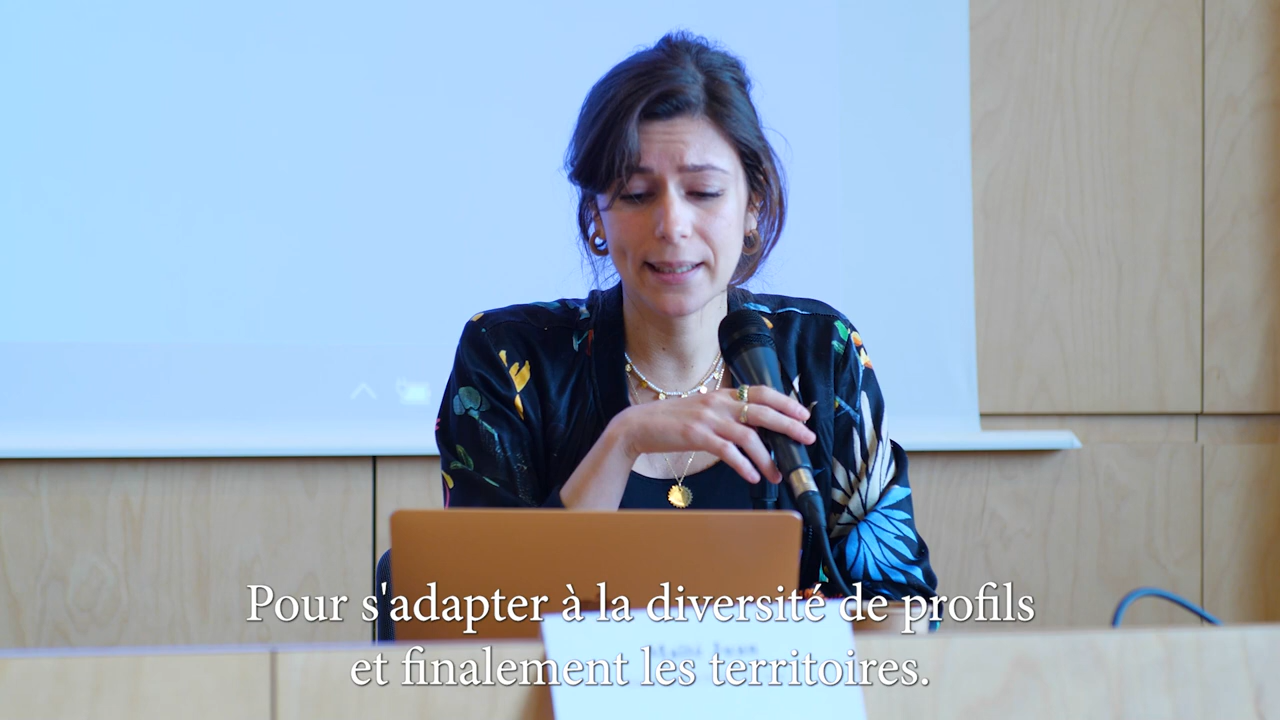 Pour s'adapter à la diversité de profils
et finalement les territoires.